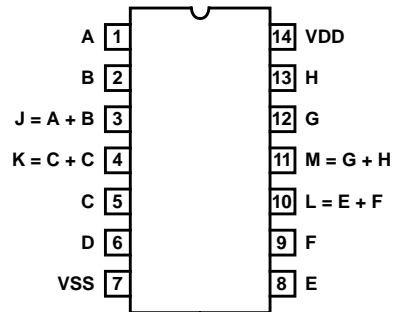 A 1 14 VDD
B 2 13 H
J = A + B 3 12 G
K = C + C 4 11 M = G + H
C 5 10 L = E + F
D 6 9 F
VSS 7 8 E